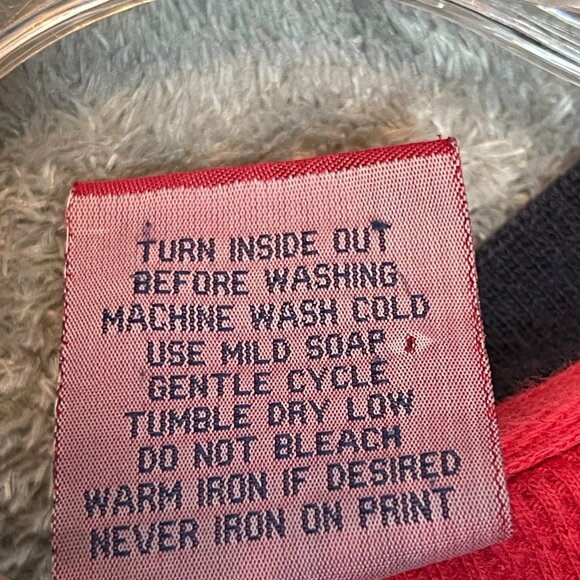 TURN INSIDE OUT
BEFORE WASHING
MACHINE WASH COLD
USE MILD SOAP
GENTLE CYCLE
TUMBLE DRY LOW
DO NOT BLEACH
WARM IRON IF DESIRED
NEVER IRON ON PRINT